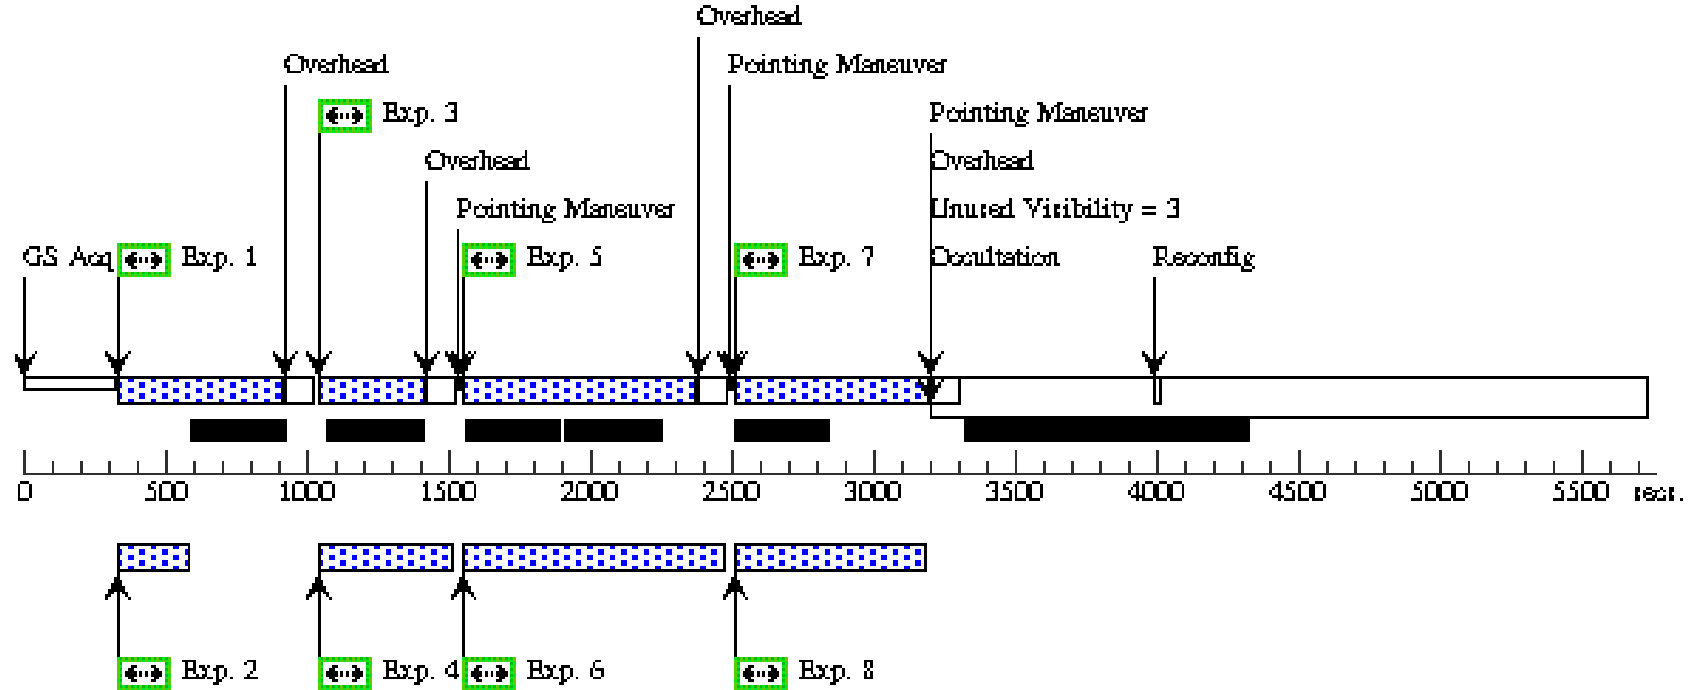 Overhead
Overhead
Pointing Maneuver
Exp. 3
Pointing Maneuver
Overhead
Overhead
Pointing Maneuver
Unused Visibility = 3
GS Acq
Exp. 1
Exp. 5
Exp. 7
Occultation
Reconfig
0 500 1000 1500 2000 2500 3000 3500 4000 4500 5000 5500 secs.
Exp. 2
Exp. 4
Exp. 6
Exp. 8